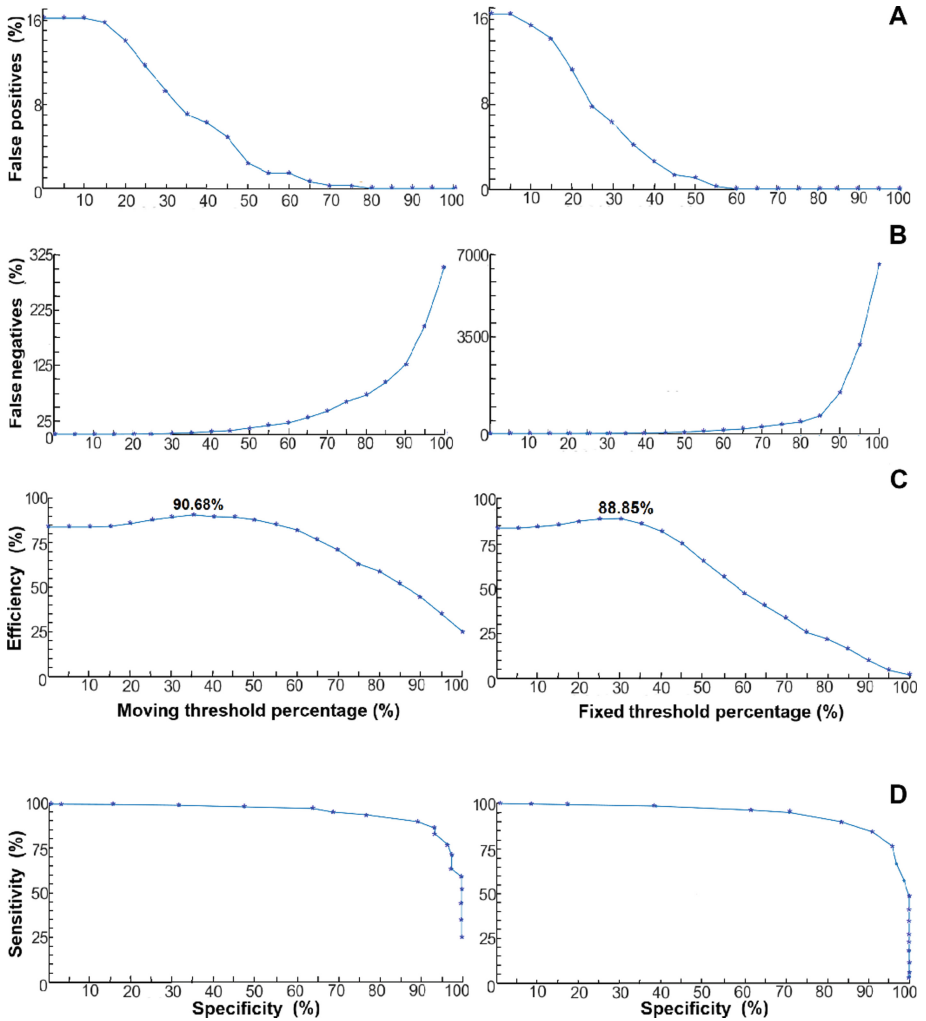 A
False positives (%)
16
8
0
10 20 30 40 50 60 70 80 90 100
16
8
0
10 20 30 40 50 60 70 80 90 100
B
False negatives (%)
325
225
125
25
0
10 20 30 40 50 60 70 80 90 100
7000
3500
0
10 20 30 40 50 60 70 80 90 100
C
Efficiency (%)
100
75
50
25
0
90.68%
10 20 30 40 50 60 70 80 90 100
Moving threshold percentage (%)
100
75
50
25
0
88.85%
10 20 30 40 50 60 70 80 90 100
Fixed threshold percentage (%)
D
Sensitivity (%)
100
75
50
25
0
10 20 30 40 50 60 70 80 90 100
Specificity (%)
100
75
50
25
0
10 20 30 40 50 60 70 80 90 100
Specificity (%)